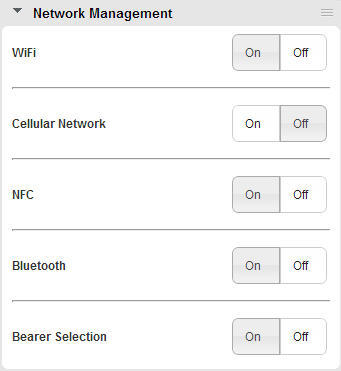 Network Management
WiFi On Off
Cellular Network On Off
NFC On Off
Bluetooth On Off
Bearer Selection On Off